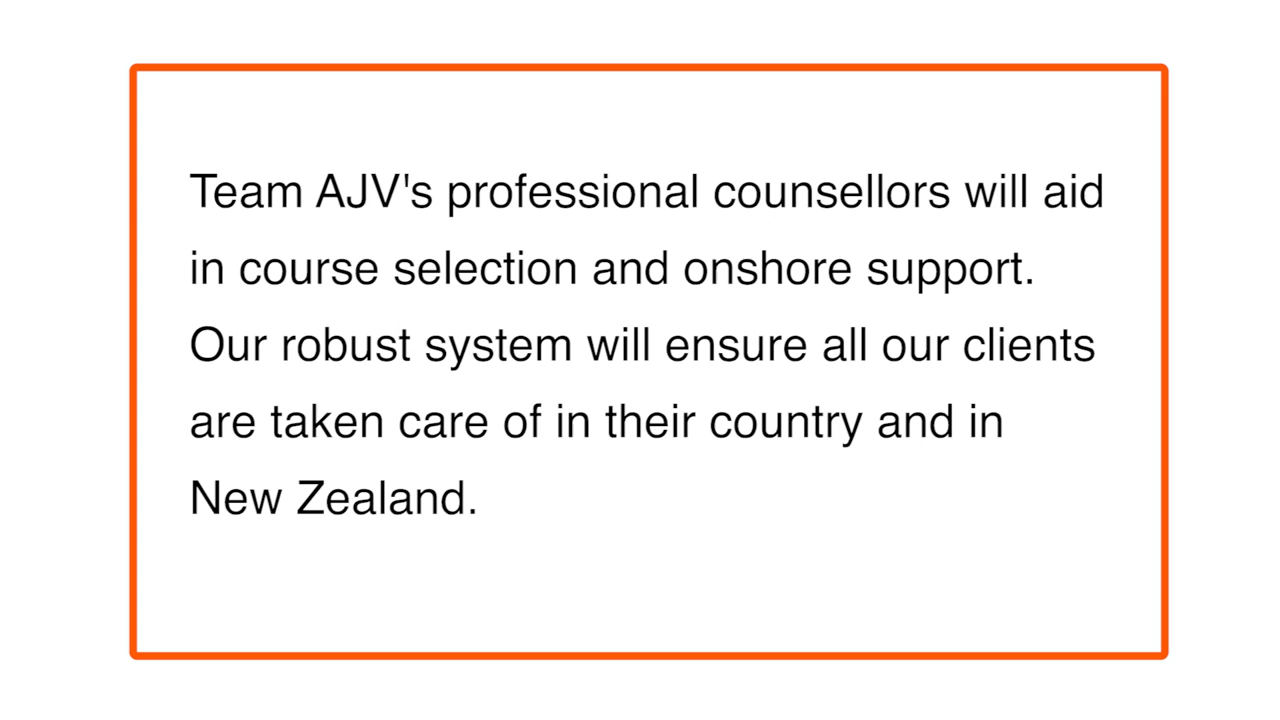 Team AJV's professional counsellors will aid
in course selection and onshore support.
Our robust system will ensure all our clients
are taken care of in their country and in
New Zealand.